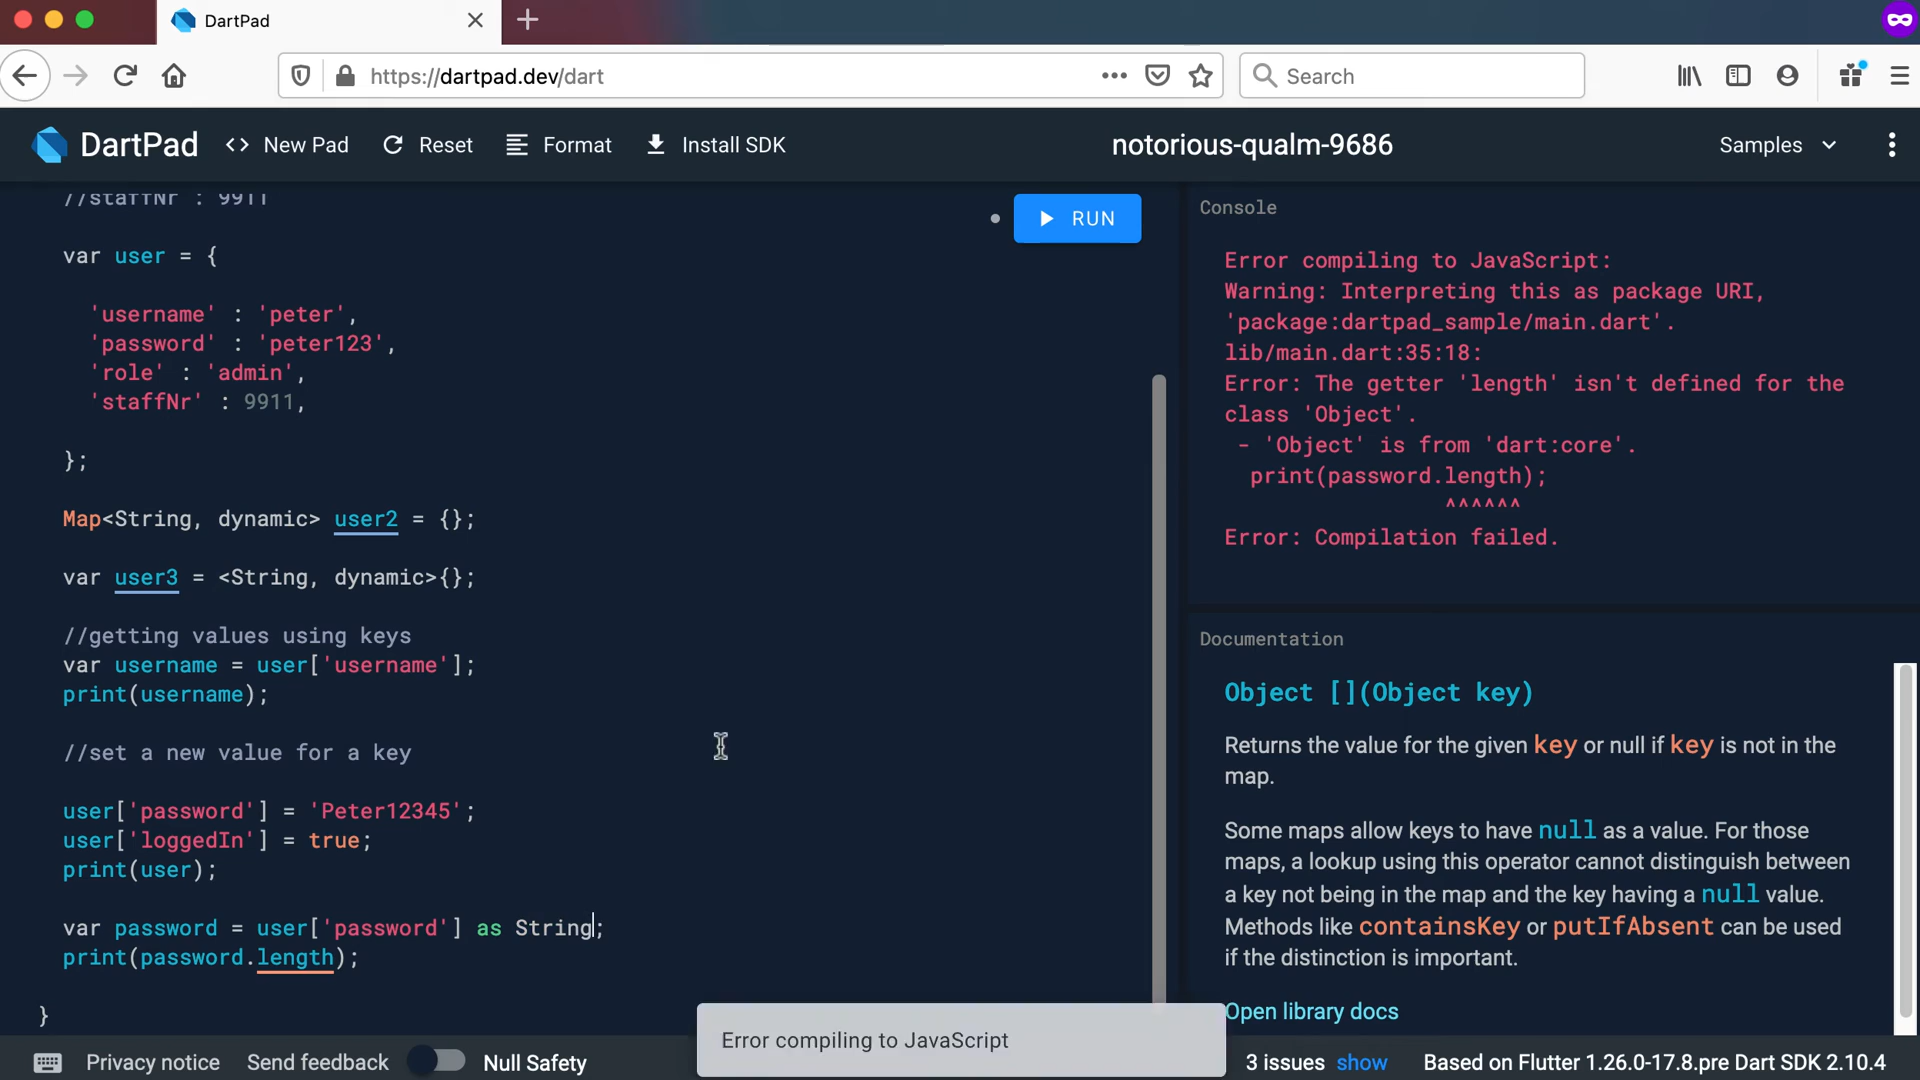 DartPad
https://dartpad.dev/dart
Search
DartPad
New Pad
Reset
Format
Install SDK
notorious-qualm-9686
Samples
//staffNr : 9911
var user = {
'username' : 'peter',
'password' : 'peter123',
'role' : 'admin',
'staffNr' : 9911,
};
Map<String, dynamic> user2 = {};
var user3 = <String, dynamic>{};
//getting values using keys
var username = user['username'];
print(username);
//set a new value for a key
user['password'] = 'Peter12345';
user['loggedIn'] = true;
print(user);
var password = user['password'] as String;
print(password.length);
}
RUN
Console
Error compiling to JavaScript:
Warning: Interpreting this as package URI,
'package:dartpad_sample/main.dart'.
lib/main.dart:35:18:
Error: The getter 'length' isn't defined for the
class 'Object'.
- 'Object' is from 'dart:core'.
print(password.length);
^^^^^^
Error: Compilation failed.
Documentation
Object [](Object key)
Returns the value for the given key or null if key is not in the
map.
Some maps allow keys to have null as a value. For those
maps, a lookup using this operator cannot distinguish between
a key not being in the map and the key having a null value.
Methods like containsKey or putIfAbsent can be used
if the distinction is important.
Open library docs
Privacy notice
Send feedback
Null Safety
Error compiling to JavaScript
3 issues show
Based on Flutter 1.26.0-17.8.pre Dart SDK 2.10.4